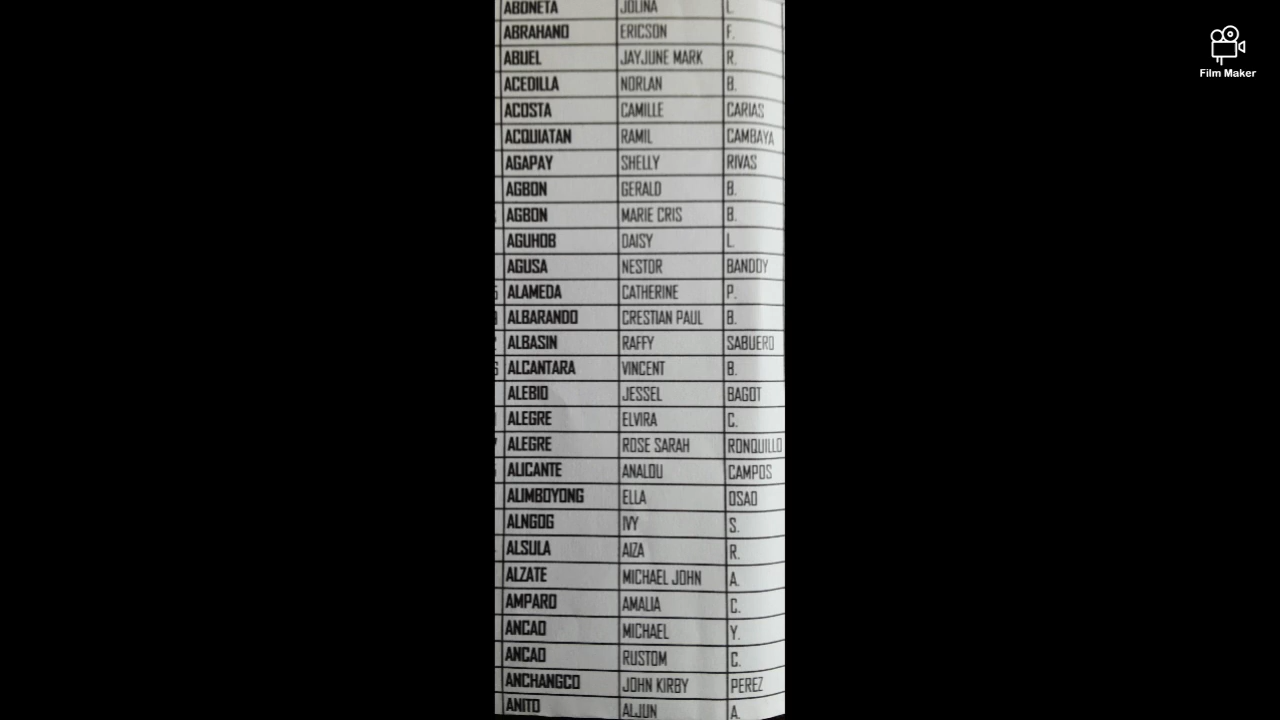 ABONETA JOLINA L.
ABRAHANO ERICSON F.
ABUEL JAYJUNE MARK R.
ACEDILLA NORLAN B.
ACOSTA CAMILLE CARIAS
ACQUIATAN RAMIL CAMBAYA
AGAPAY SHELLY RIVAS
AGBON GERALD B.
AGBON MARIE CRIS B.
AGUHOB DAISY L.
AGUSA NESTOR BANDOY
ALAMEDA CATHERINE P.
ALBARANDO CRESTIAN PAUL B.
ALBASIN RAFFY SABUERO
ALCANTARA VINCENT B.
ALEBIO JESSEL BAGOT
ALEGRE ELVIRA C.
ALEGRE ROSE SARAH RONQUILLO
ALICANTE ANALOU CAMPOS
ALIMBOYONG ELLA OSAO
ALNGOG IVY S.
ALSULA AIZA R.
ALZATE MICHAEL JOHN A.
AMPARO AMALIA C.
ANCAO MICHAEL Y.
ANCAO RUSTOM C.
ANCHANGCO JOHN KIRBY PEREZ
ANITO ALJUN A.
Film Maker